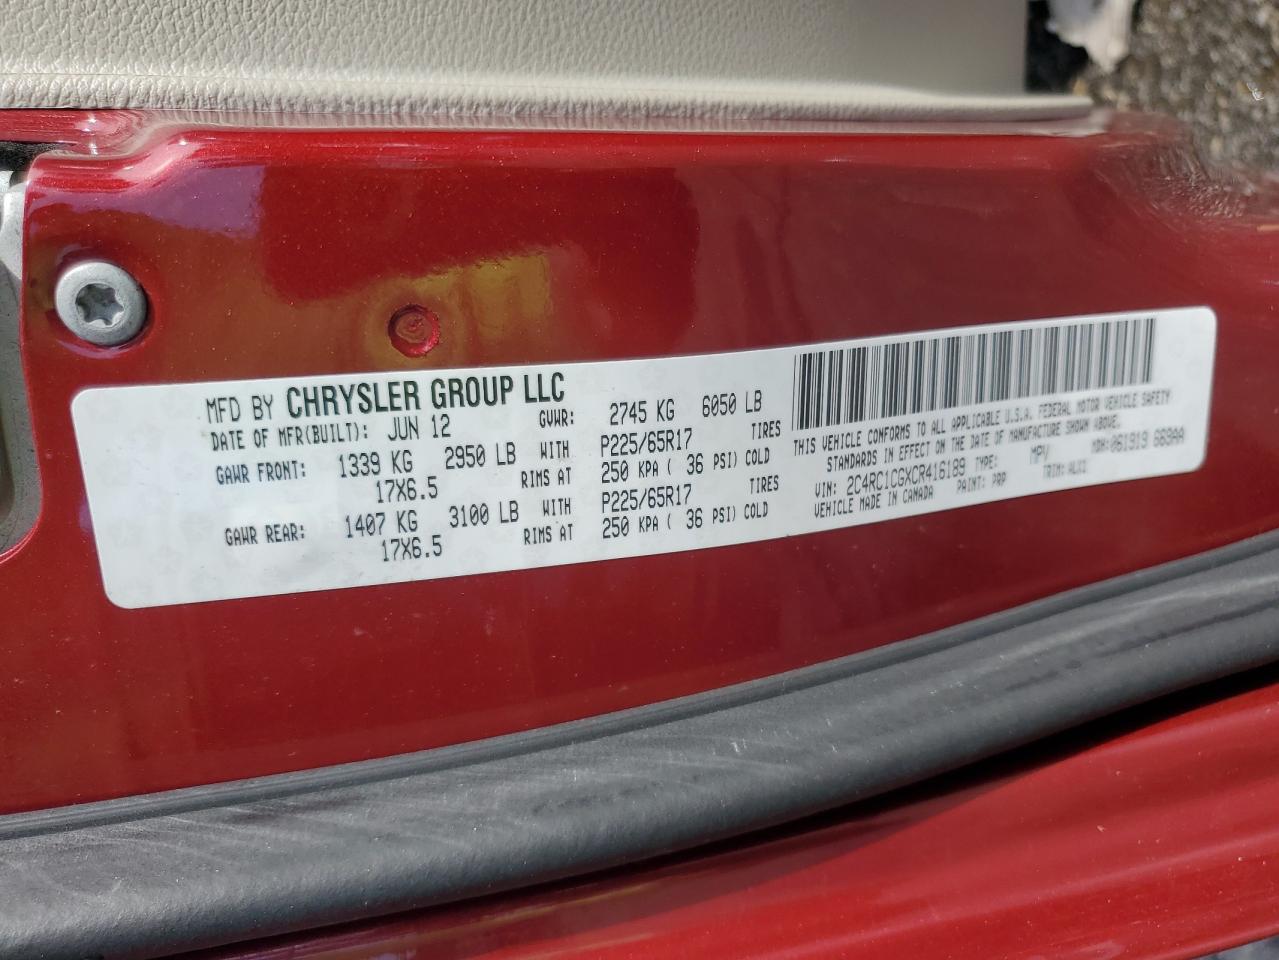 MFD BY CHRYSLER GROUP LLC
DATE OF MFR(BUILT): JUN 12 GVWR: 2745 KG 6050 LB
GAWR FRONT: 1339 KG 2950 LB WITH P225/65R17 TIRES
17X6.5 RIMS AT 250 KPA ( 36 PSI) COLD
GAWR REAR: 1407 KG 3100 LB WITH P225/65R17 TIRES
17X6.5 RIMS AT 250 KPA ( 36 PSI) COLD
THIS VEHICLE CONFORMS TO ALL APPLICABLE U.S.A. FEDERAL MOTOR VEHICLE SAFETY
STANDARDS IN EFFECT ON THE DATE OF MANUFACTURE SHOWN ABOVE.
VIN: 2C4RC1CGXCR416189 TYPE: MPV MDH: 061919 669AA
VEHICLE MADE IN CANADA PAINT: PRP TRIM: